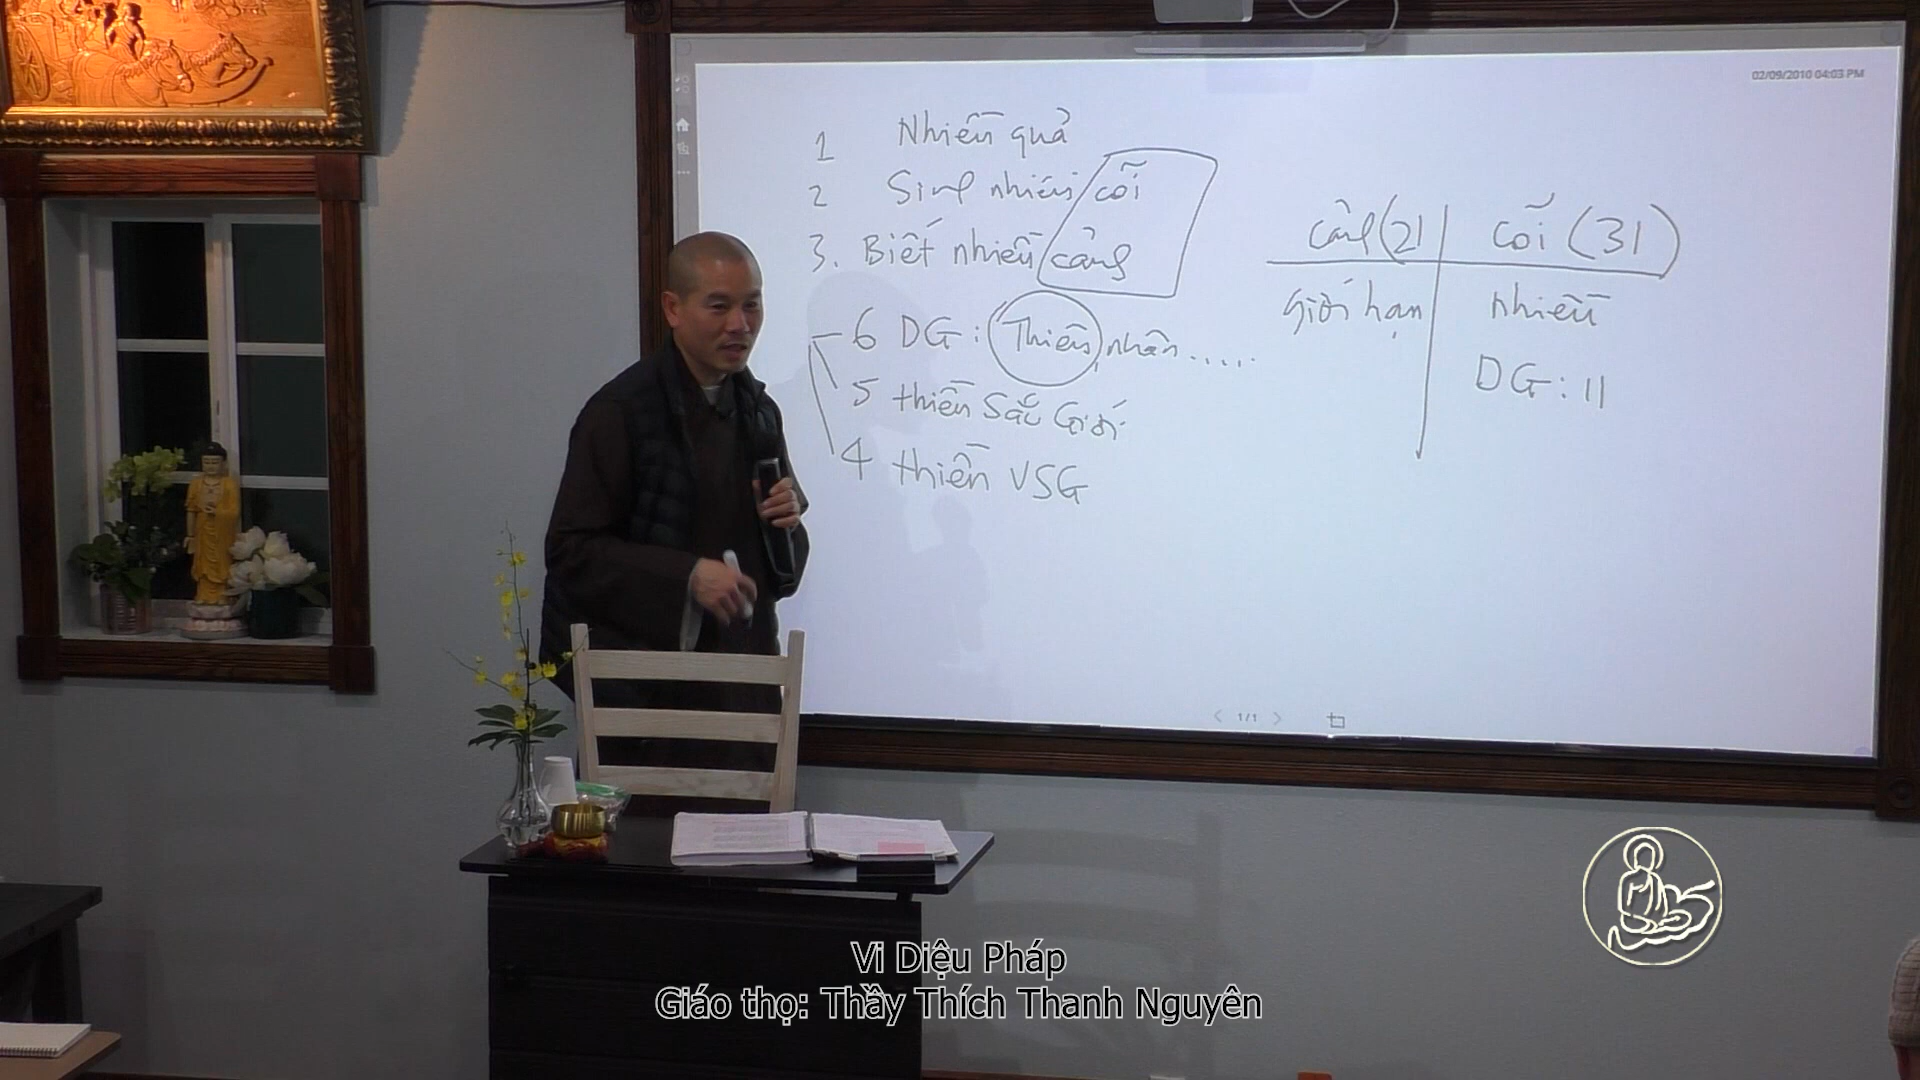 02/09/2010 04:03 PM
1 Nhiều quả
2 Sinh nhiều cõi
3. Biết nhiều cảnh
6 DG: Thiên, nhân.....
5 thiền Sắc Giới
4 thiền VSG
cảnh (21 cõi (31)
giới hạn nhiều
DG: 11
1/1
Vi Diệu Pháp
Giáo thọ: Thầy Thích Thanh Nguyên